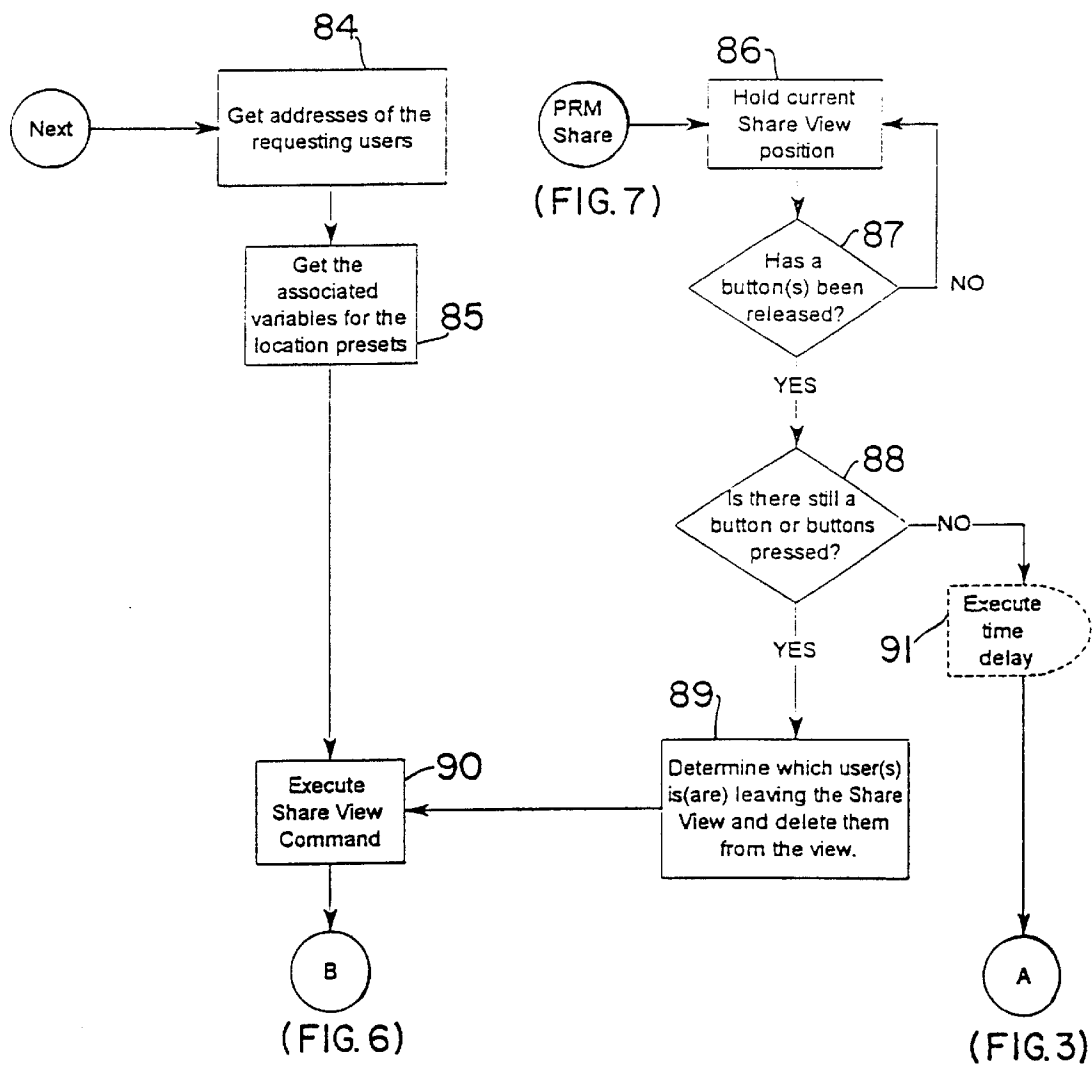 84
Next
Get addresses of the
requesting users
Get the
associated
variables for the
location presets
85
86
PRM
Share
(FIG. 7)
Hold current
Share View
position
87
Has a
button(s) been
released?
NO
YES
88
Is there still a
button or buttons
pressed?
NO
YES
91
Execute
time
delay
89
Determine which user(s)
is(are) leaving the Share
View and delete them
from the view.
90
Execute
Share View
Command
B
(FIG. 6)
A
(FIG. 3)